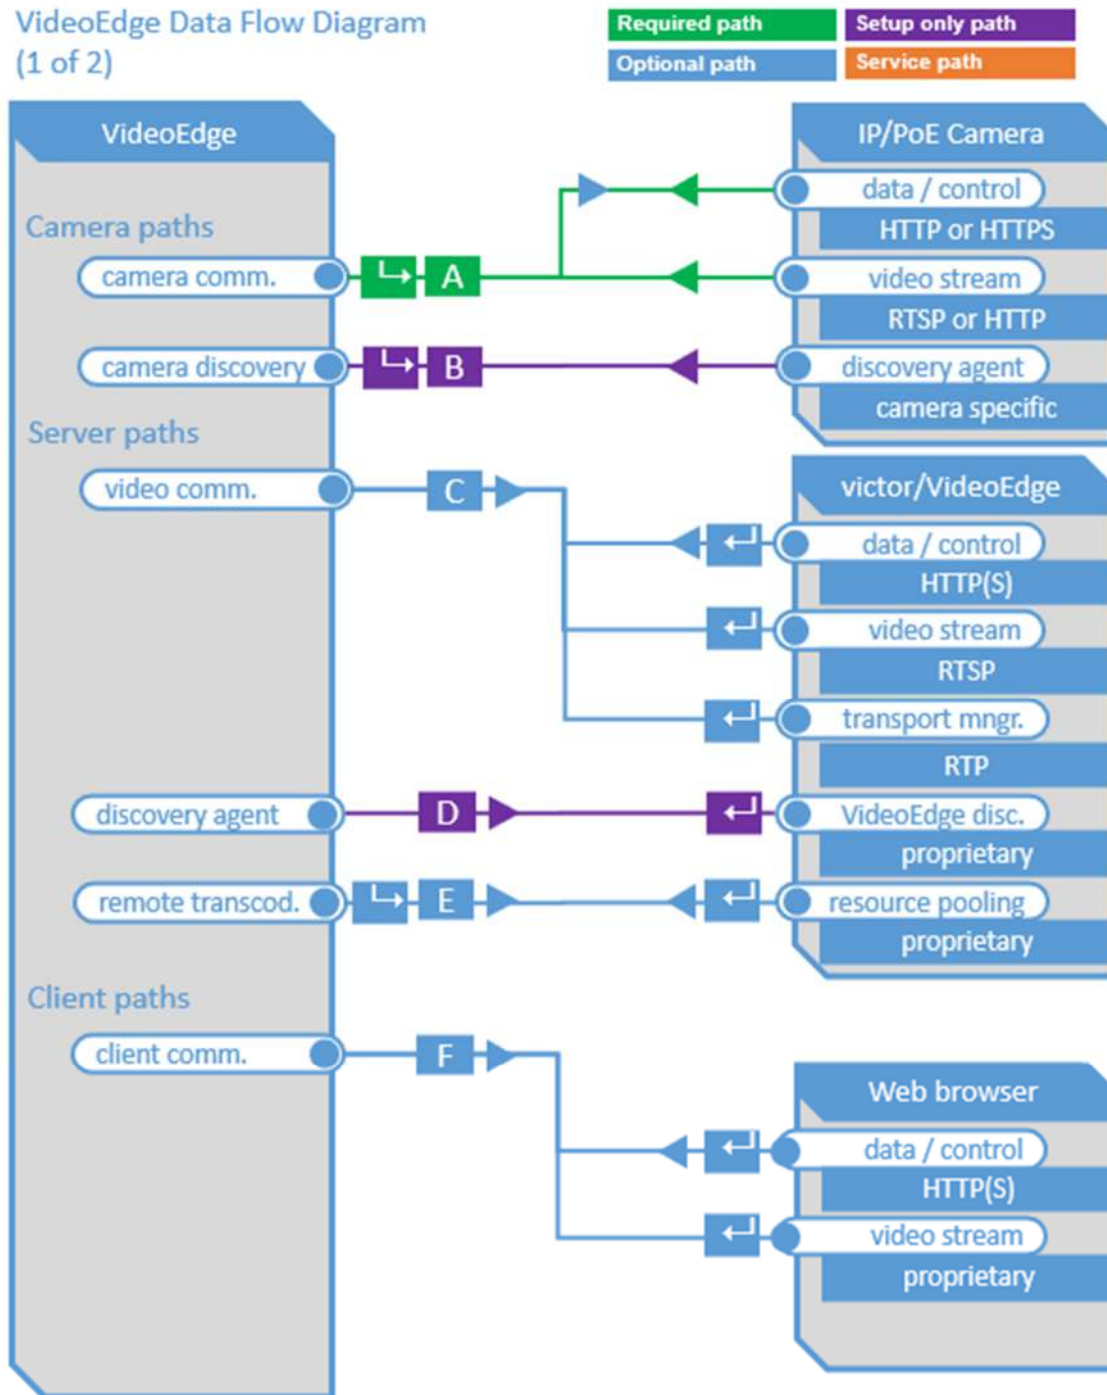 VideoEdge Data Flow Diagram
(1 of 2)
Required path
Setup only path
Optional path
Service path
VideoEdge
IP/PoE Camera
data / control
Camera paths
HTTP or HTTPS
camera comm.
A
video stream
RTSP or HTTP
camera discovery
B
discovery agent
camera specific
Server paths
video comm.
C
victor/VideoEdge
data / control
HTTP(S)
video stream
RTSP
transport mngr.
RTP
discovery agent
D
VideoEdge disc.
proprietary
remote transcod.
E
resource pooling
proprietary
Client paths
client comm.
F
Web browser
data / control
HTTP(S)
video stream
proprietary